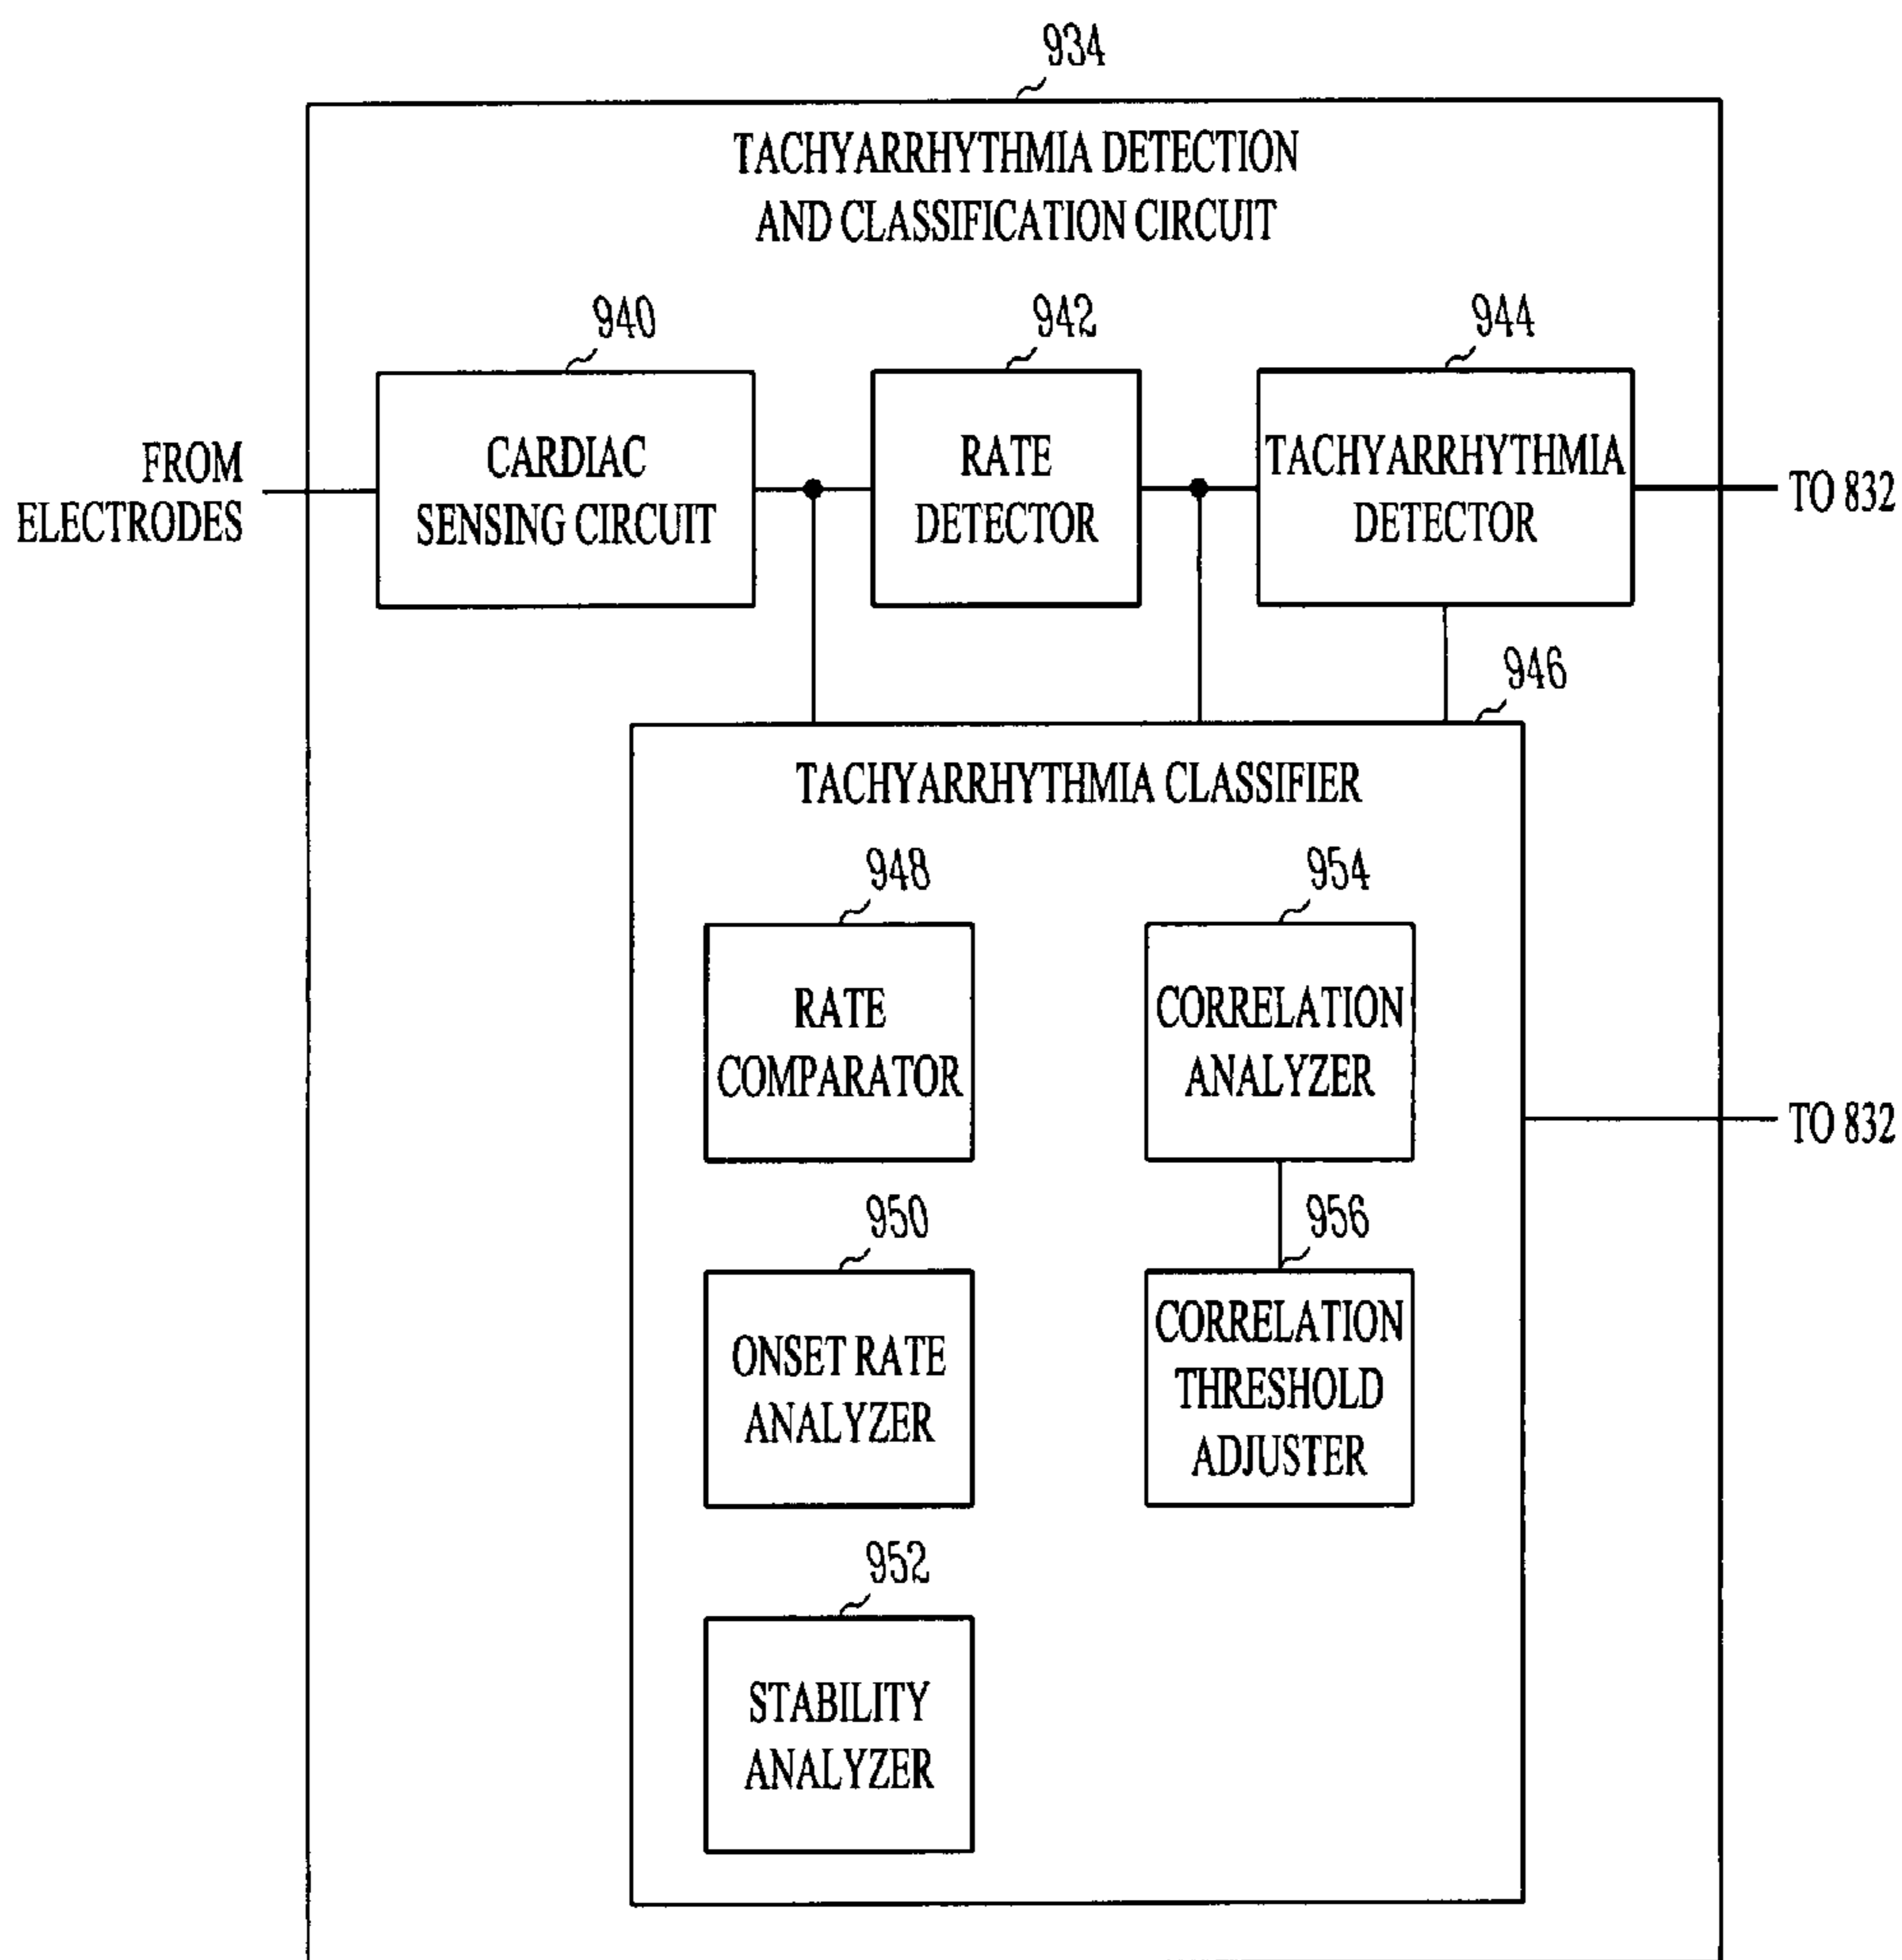 934
TACHYARRHYTHMIA DETECTION
AND CLASSIFICATION CIRCUIT
940
942
944
FROM
ELECTRODES
CARDIAC
SENSING CIRCUIT
RATE
DETECTOR
TACHYARRHYTHMIA
DETECTOR
TO 832
946
TACHYARRHYTHMIA CLASSIFIER
948
954
RATE
COMPARATOR
CORRELATION
ANALYZER
TO 832
950
956
ONSET RATE
ANALYZER
CORRELATION
THRESHOLD
ADJUSTER
952
STABILITY
ANALYZER